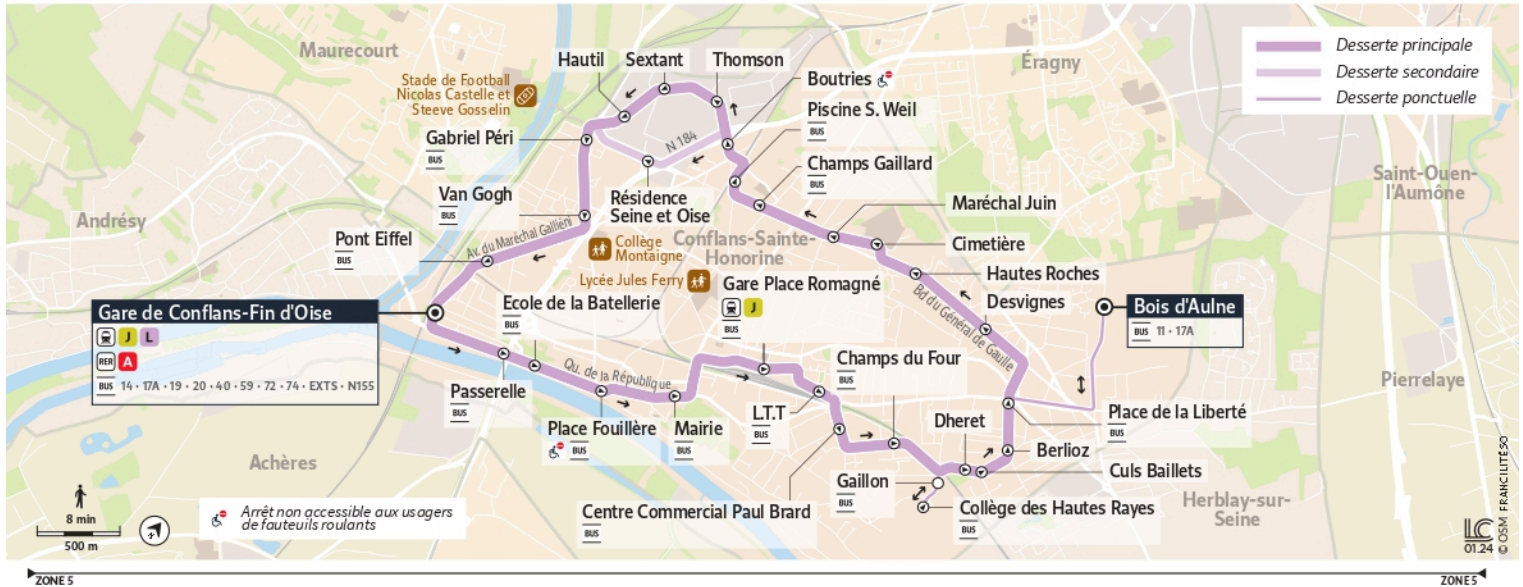 Maurecourt
Hautil
Sextant
Thomson
Éragny
Desserte principale
Desserte secondaire
Desserte ponctuelle
Stade de Football
Nicolas Castelle et
Steeve Gosselin
Boutries
Piscine S. Weil
BUS
Gabriel Péri
BUS
N 184
Champs Gaillard
BUS
Saint-Ouen-
l'Aumône
Van Gogh
BUS
Résidence
Seine et Oise
Maréchal Juin
Andrésy
Pont Eiffel
BUS
Av. du Maréchal Galliéni
Collège
Montaigne
Conflans-Sainte-
Honorine
Cimetière
Lycée Jules Ferry
Gare Place Romagné
J
BUS
Hautes Roches
Desvignes
Bd du Général de Gaulle
Gare de Conflans-Fin d'Oise
J L
RER A
BUS 14 • 17A • 19 • 20 • 40 • 59 • 72 • 74 • EXTS • N155
Ecole de la Batellerie
BUS
Bois d'Aulne
BUS 11 • 17A
Qu. de la République
Champs du Four
BUS
Pierrelaye
Passerelle
BUS
Place Fouillère
BUS
Mairie
BUS
L.T.T
BUS
Dheret
Place de la Liberté
BUS
Berlioz
Achères
Gaillon
BUS
Culs Baillets
Centre Commercial Paul Brard
BUS
Collège des Hautes Rayes
BUS
Herblay-sur-
Seine
8 min
500 m
Arrêt non accessible aux usagers
de fauteuils roulants
LC
01.24
© OSM FRANCILITÉ SO
ZONE 5
ZONE 5